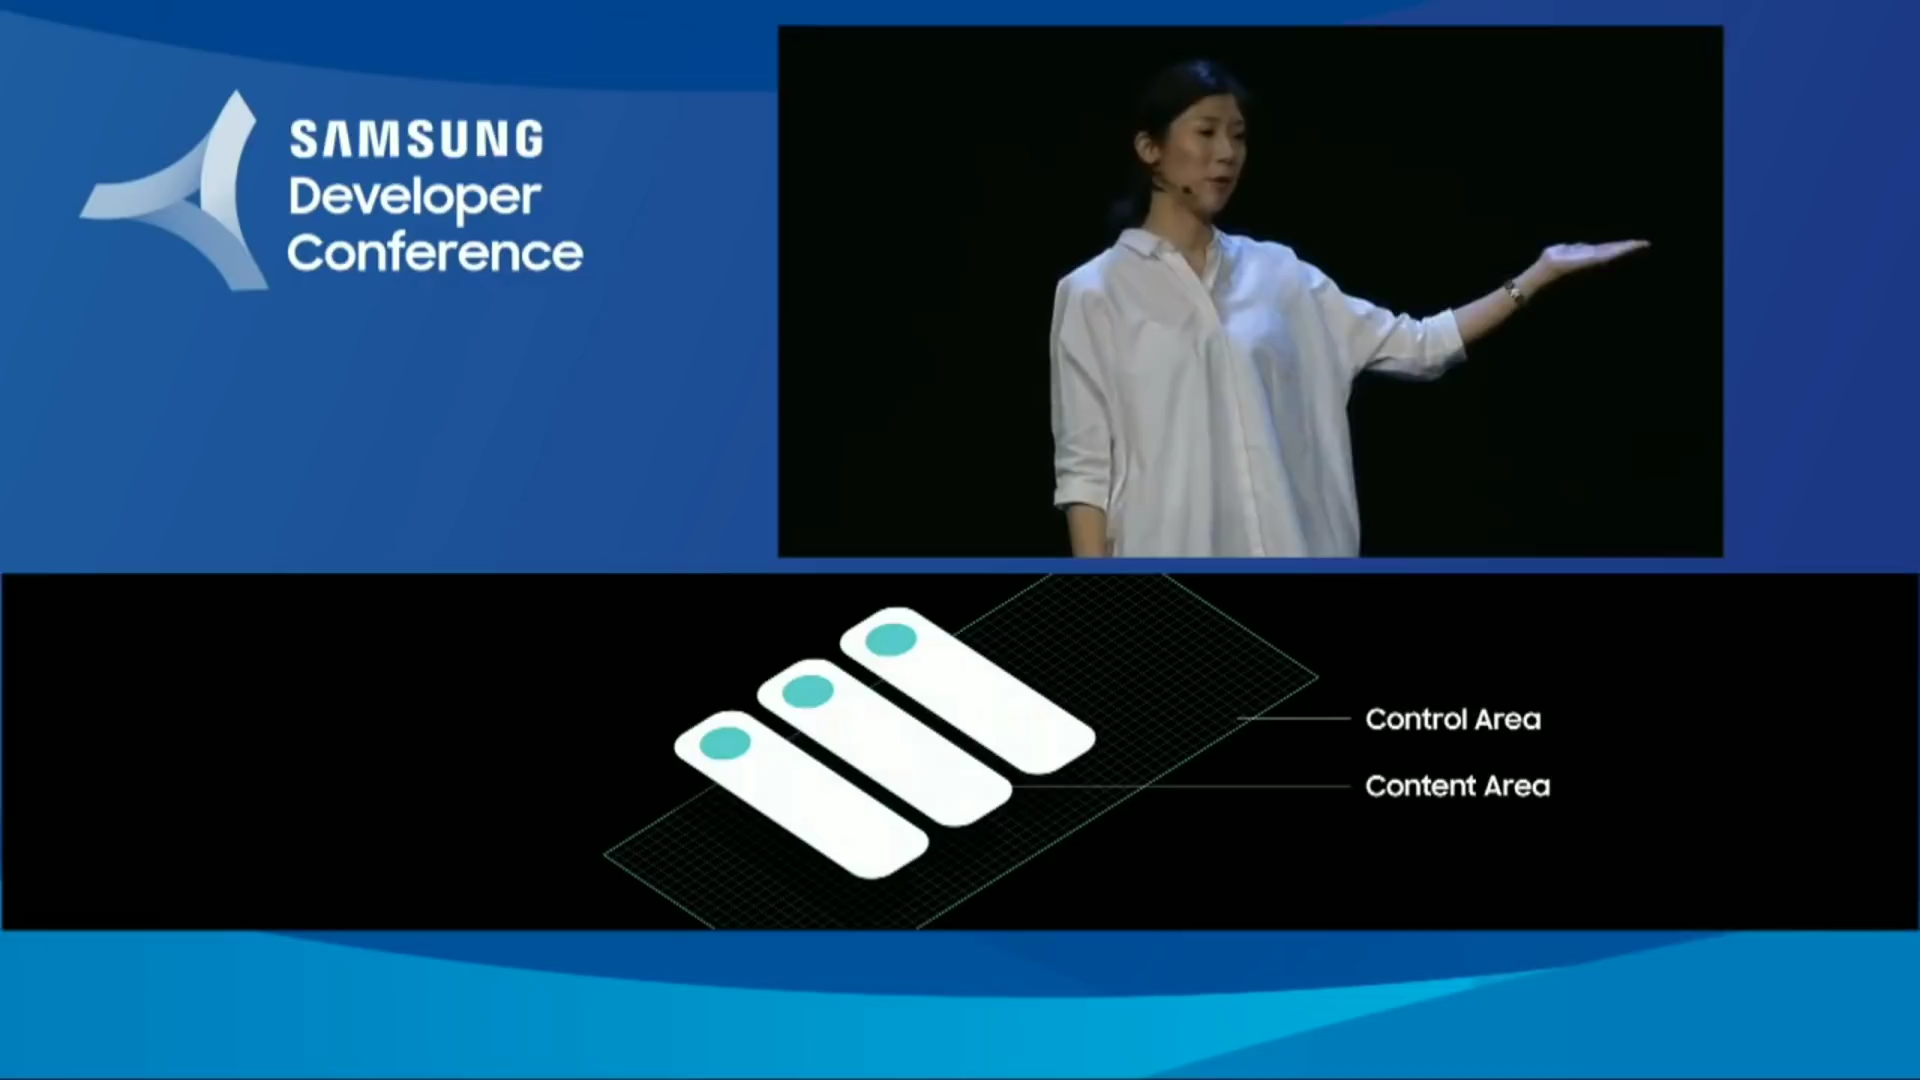 SAMSUNG
Developer
Conference
Control Area
Content Area